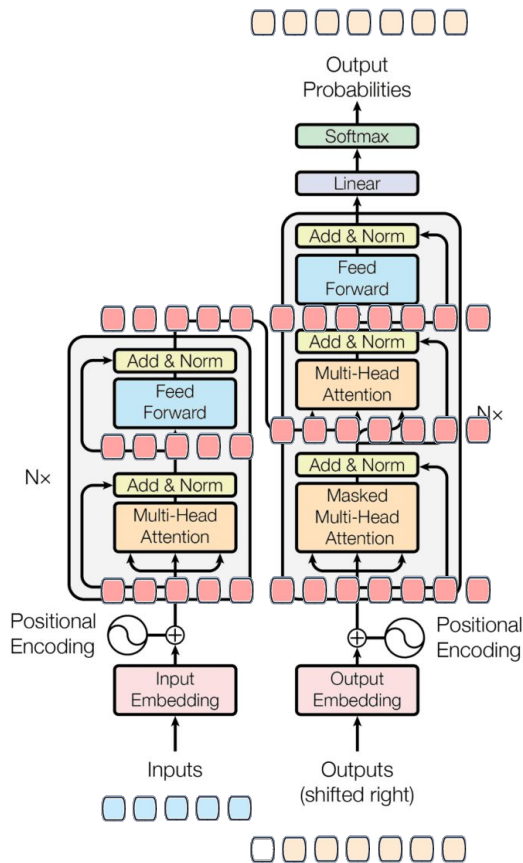 Output
Probabilities
Softmax
Linear
Add & Norm
Feed
Forward
Add & Norm
Multi-Head
Attention
N×
Add & Norm
Masked
Multi-Head
Attention
Add & Norm
Feed
Forward
N×
Add & Norm
Multi-Head
Attention
Positional
Encoding
Positional
Encoding
Input
Embedding
Output
Embedding
Inputs
Outputs
(shifted right)